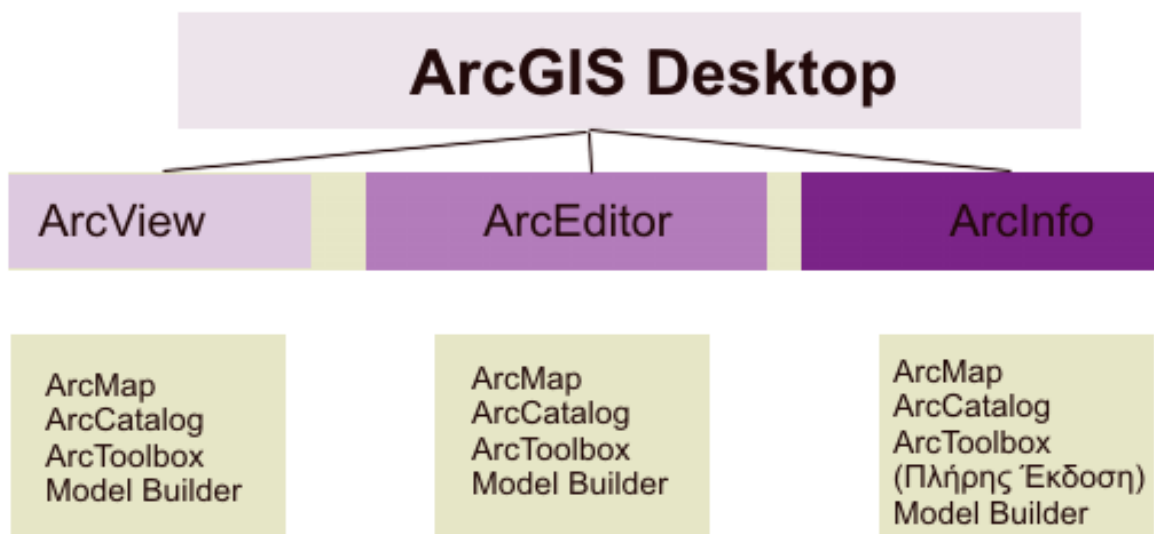 ArcGIS Desktop
ArcView
ArcEditor
ArcInfo
ArcMap
ArcCatalog
ArcToolbox
Model Builder
ArcMap
ArcCatalog
ArcToolbox
Model Builder
ArcMap
ArcCatalog
ArcToolbox
(Πλήρης Έκδοση)
Model Builder